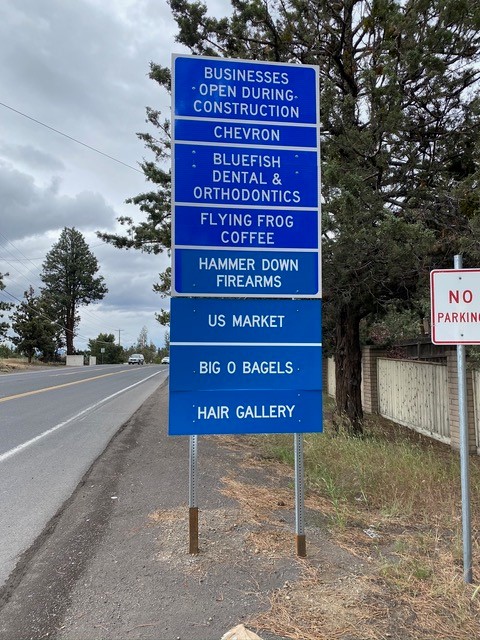 BUSINESSES
OPEN DURING
CONSTRUCTION
CHEVRON
BLUEFISH
DENTAL &
ORTHODONTICS
FLYING FROG
COFFEE
HAMMER DOWN
FIREARMS
US MARKET
BIG O BAGELS
HAIR GALLERY
NO
PARKING